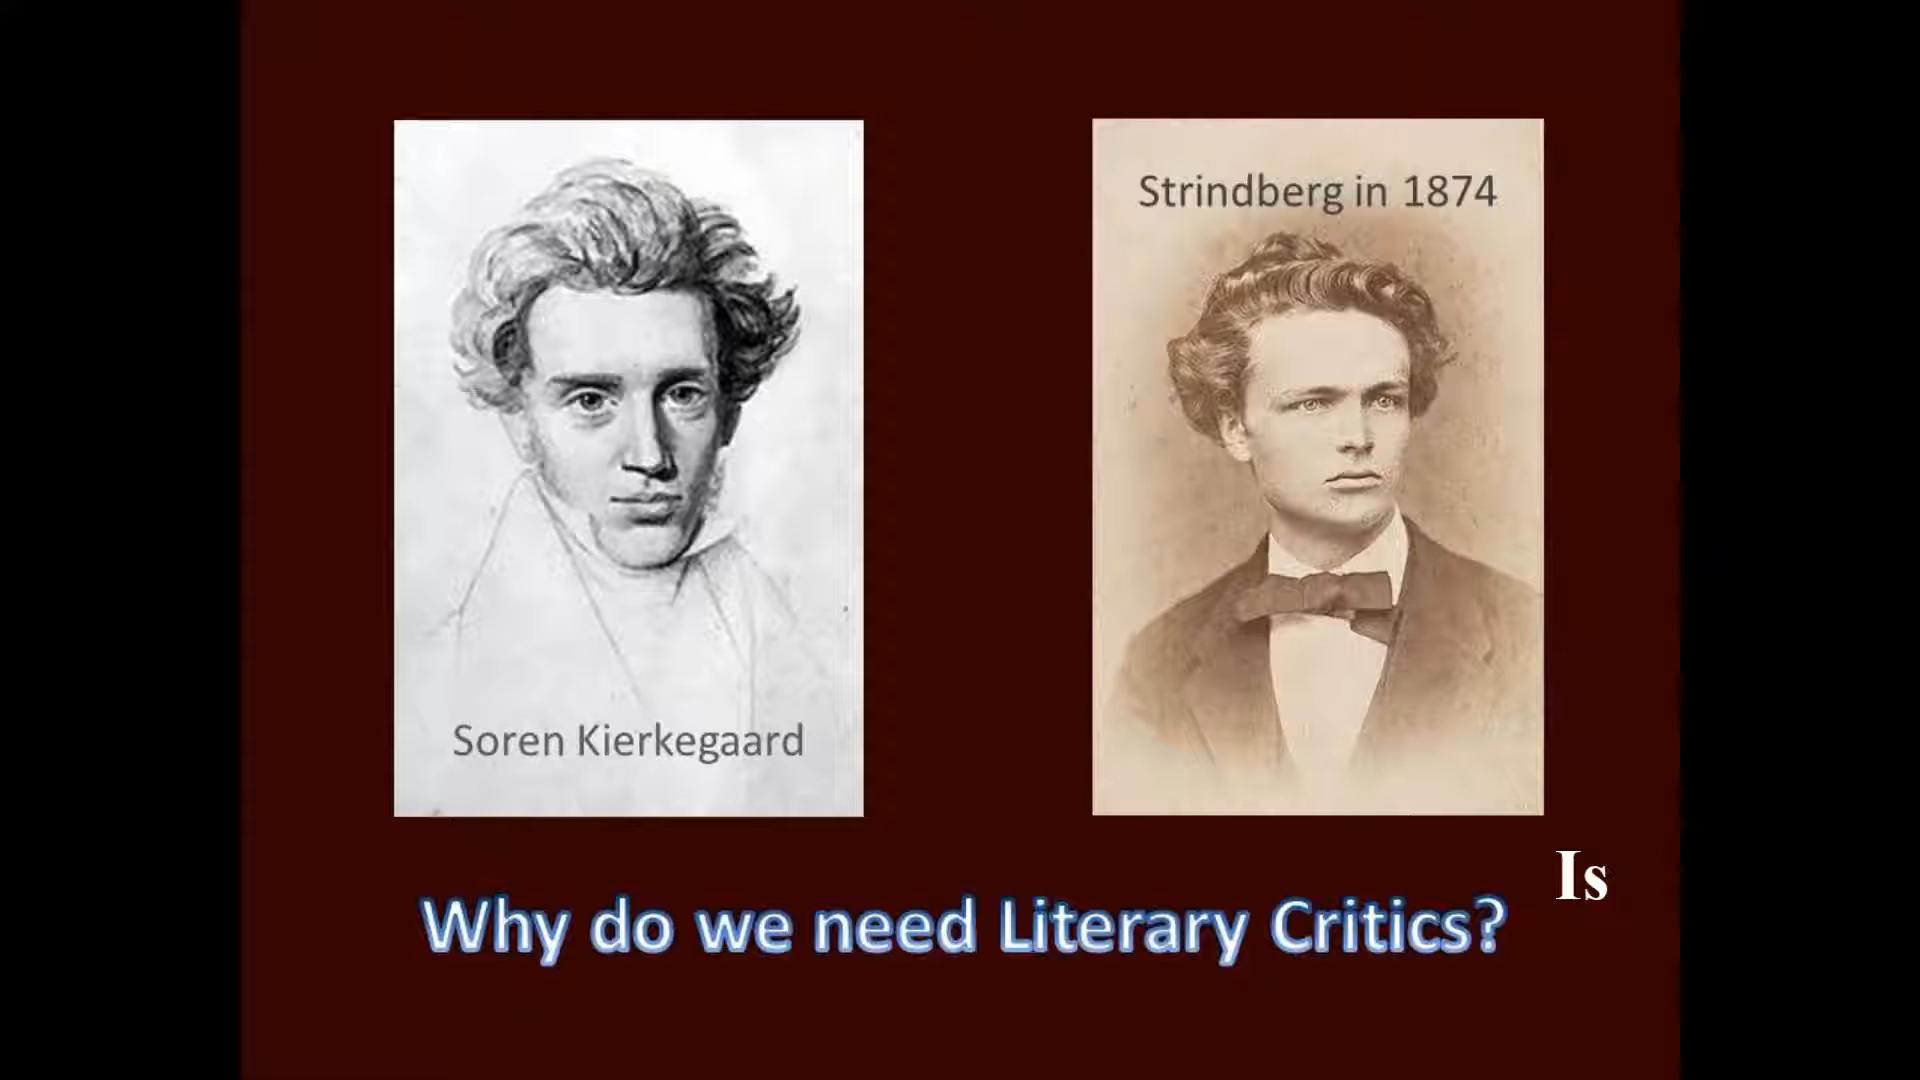 Strindberg in 1874
Soren Kierkegaard
Is
Why do we need Literary Critics?